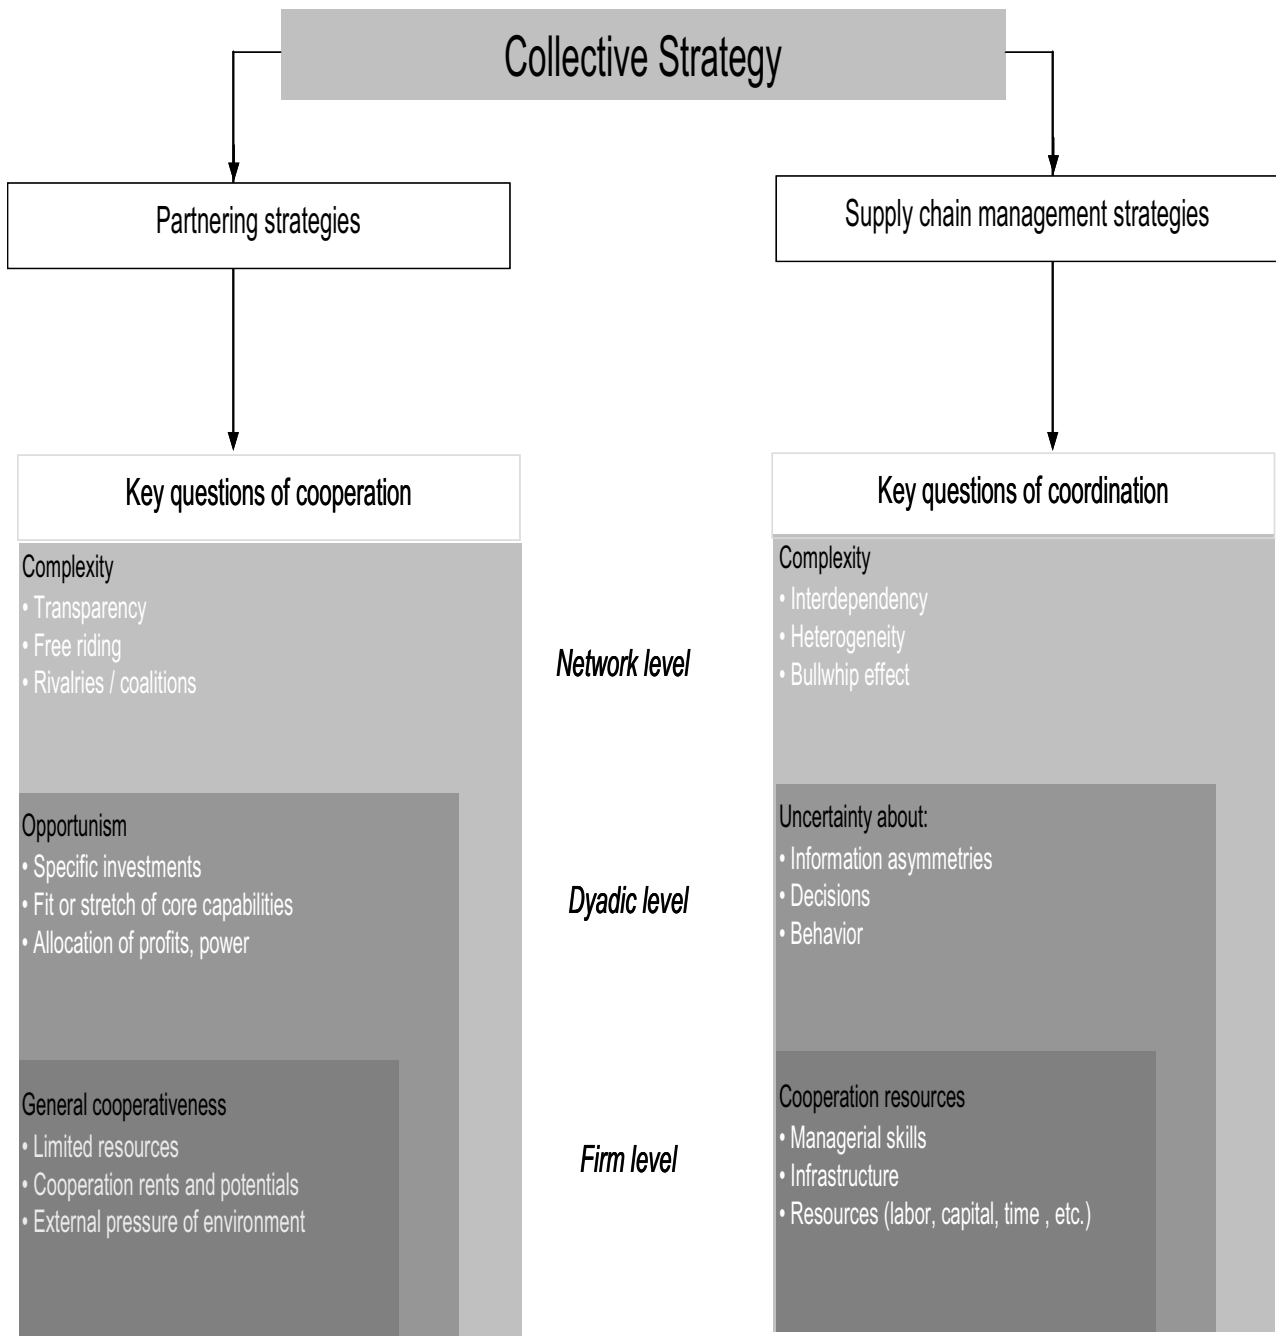 Collective Strategy
Partnering strategies
Supply chain management strategies
Key questions of cooperation
Key questions of coordination
Complexity
• Transparency
• Free riding
• Rivalries / coalitions
Network level
Complexity
• Interdependency
• Heterogeneity
• Bullwhip effect
Opportunism
• Specific investments
• Fit or stretch of core capabilities
• Allocation of profits, power
Dyadic level
Uncertainty about:
• Information asymmetries
• Decisions
• Behavior
General cooperativeness
• Limited resources
• Cooperation rents and potentials
• External pressure of environment
Firm level
Cooperation resources
• Managerial skills
• Infrastructure
• Resources (labor, capital, time , etc.)